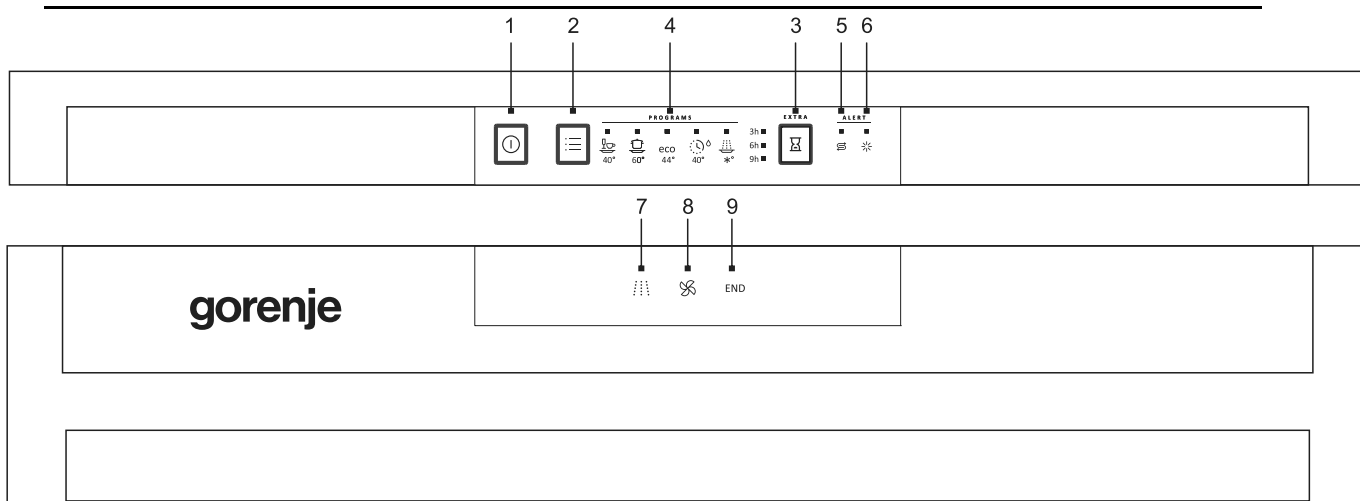 1 2 4 3 5 6
PROGRAMS EXTRA ALERT
3h
eco 6h
40° 60° 44° 40° *° 9h
7 8 9
END
gorenje